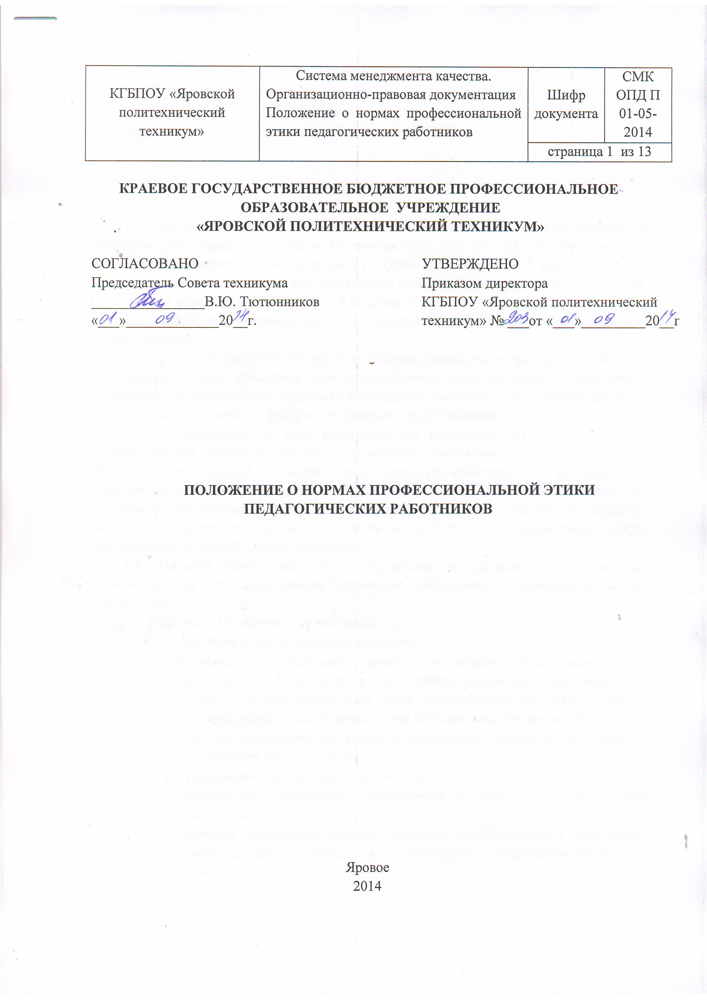 КГБПОУ «Яровской
политехнический
техникум»
Система менеджмента качества.
Организационно-правовая документация
Положение о нормах профессиональной
этики педагогических работников
Шифр
документа
СМК
ОПД П
01-05-
2014
страница 1 из 13
КРАЕВОЕ ГОСУДАРСТВЕННОЕ БЮДЖЕТНОЕ ПРОФЕССИОНАЛЬНОЕ
ОБРАЗОВАТЕЛЬНОЕ УЧРЕЖДЕНИЕ
«ЯРОВСКОЙ ПОЛИТЕХНИЧЕСКИЙ ТЕХНИКУМ»
СОГЛАСОВАНО
Председатель Совета техникума
В.Ю. Тютюнников
«01» 09 2014г.
УТВЕРЖДЕНО
Приказом директора
КГБПОУ «Яровской политехнический
техникум» №203 от «01» 09 2014г
ПОЛОЖЕНИЕ О НОРМАХ ПРОФЕССИОНАЛЬНОЙ ЭТИКИ
ПЕДАГОГИЧЕСКИХ РАБОТНИКОВ
Яровое
2014